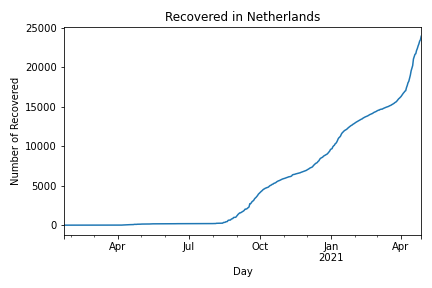 Recovered in Netherlands
Number of Recovered
25000
20000
15000
10000
5000
0
Apr Jul Oct Jan Apr
2021
Day